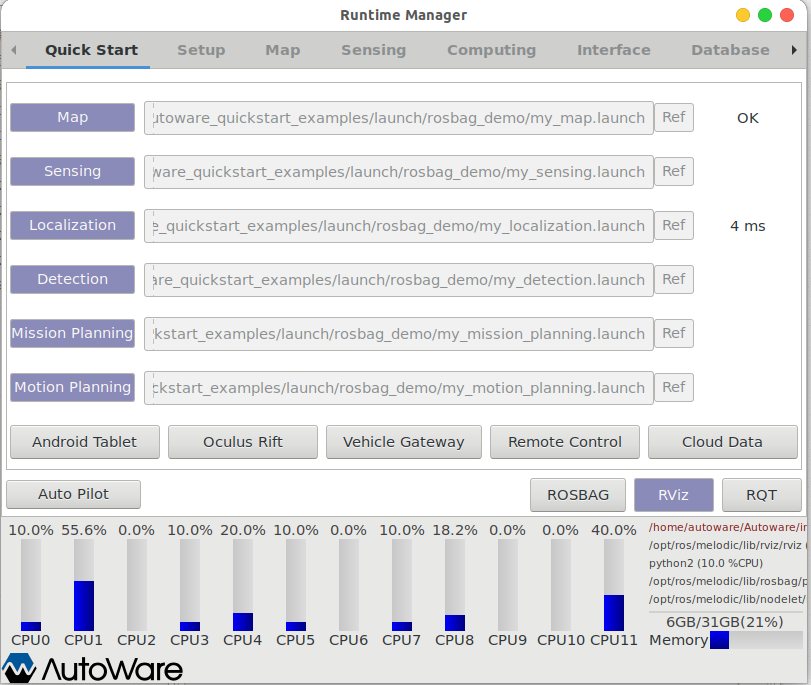 Runtime Manager
Quick Start Setup Map Sensing Computing Interface Database
Map utoware_quickstart_examples/launch/rosbag_demo/my_map.launch Ref OK
Sensing ware_quickstart_examples/launch/rosbag_demo/my_sensing.launch Ref
Localization e_quickstart_examples/launch/rosbag_demo/my_localization.launch Ref 4 ms
Detection are_quickstart_examples/launch/rosbag_demo/my_detection.launch Ref
Mission Planning kstart_examples/launch/rosbag_demo/my_mission_planning.launch Ref
Motion Planning ckstart_examples/launch/rosbag_demo/my_motion_planning.launch Ref
Android Tablet Oculus Rift Vehicle Gateway Remote Control Cloud Data
Auto Pilot ROSBAG RViz RQT
10.0% 55.6% 0.0% 10.0% 20.0% 10.0% 0.0% 10.0% 18.2% 0.0% 0.0% 40.0%
CPU0 CPU1 CPU2 CPU3 CPU4 CPU5 CPU6 CPU7 CPU8 CPU9 CPU10 CPU11
/home/autoware/Autoware/in
/opt/ros/melodic/lib/rviz/rviz (
python2 (10.0 %CPU)
/opt/ros/melodic/lib/rosbag/p
/opt/ros/melodic/lib/nodelet/
6GB/31GB(21%)
Memory
AutoWare